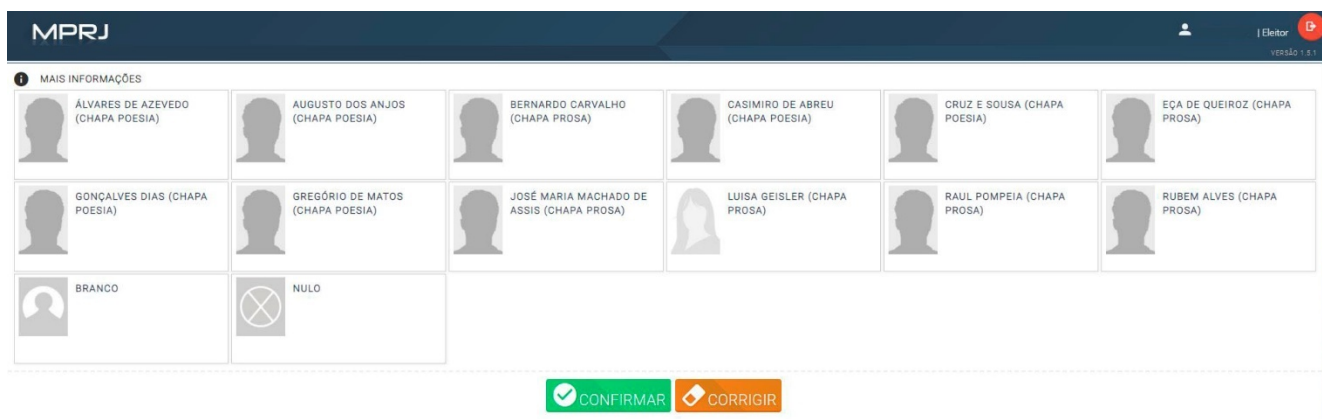 MPRJ
| Eleitor
VERSÃO 1.5.1
MAIS INFORMAÇÕES
ÁLVARES DE AZEVEDO
(CHAPA POESIA)
AUGUSTO DOS ANJOS
(CHAPA POESIA)
BERNARDO CARVALHO
(CHAPA PROSA)
CASIMIRO DE ABREU
(CHAPA POESIA)
CRUZ E SOUSA (CHAPA
POESIA)
EÇA DE QUEIROZ (CHAPA
PROSA)
GONÇALVES DIAS (CHAPA
POESIA)
GREGÓRIO DE MATOS
(CHAPA POESIA)
JOSÉ MARIA MACHADO DE
ASSIS (CHAPA PROSA)
LUISA GEISLER (CHAPA
PROSA)
RAUL POMPEIA (CHAPA
PROSA)
RUBEM ALVES (CHAPA
PROSA)
BRANCO
NULO
CONFIRMAR
CORRIGIR